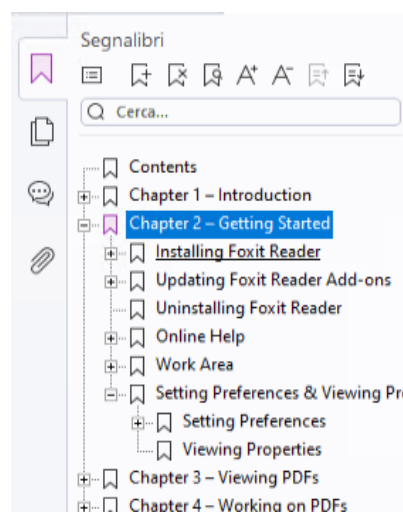 Segnalibri
Cerca...
Contents
Chapter 1 – Introduction
Chapter 2 – Getting Started
Installing Foxit Reader
Updating Foxit Reader Add-ons
Uninstalling Foxit Reader
Online Help
Work Area
Setting Preferences & Viewing Pr
Setting Preferences
Viewing Properties
Chapter 3 – Viewing PDFs
Chapter 4 – Working on PDFs